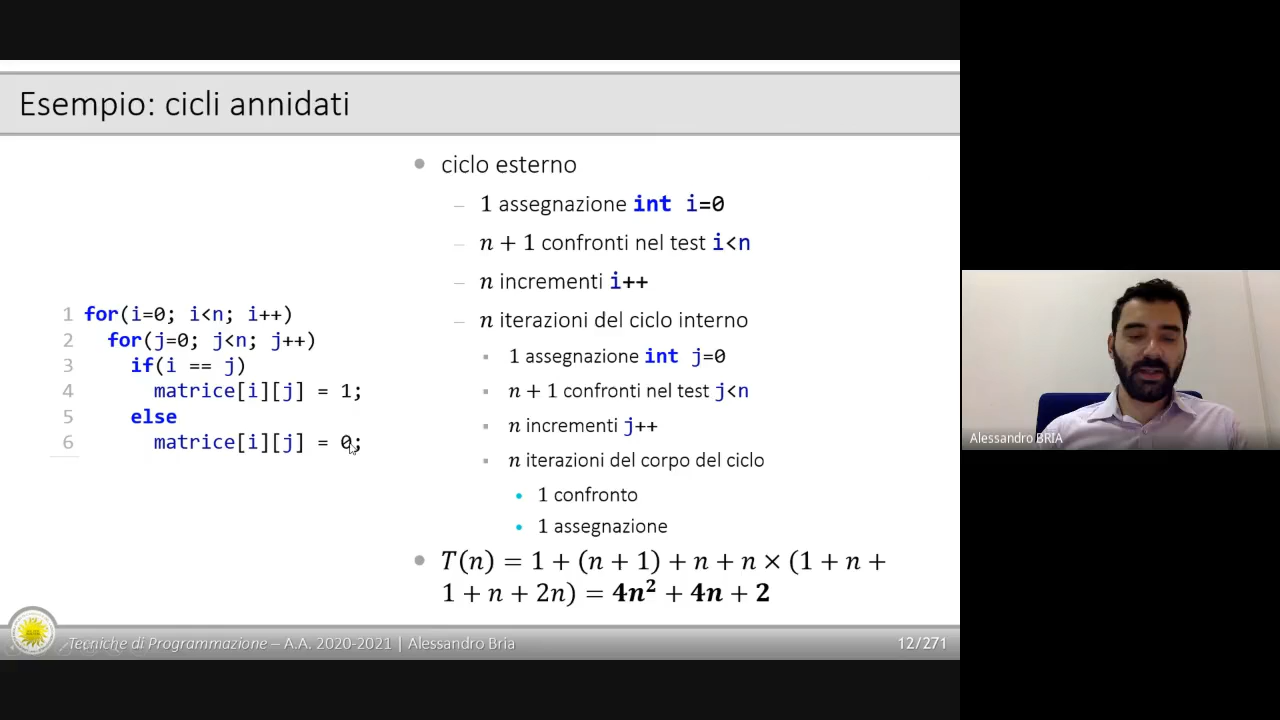 Esempio: cicli annidati
1 for(i=0; i<n; i++)
2 for(j=0; j<n; j++)
3 if(i == j)
4 matrice[i][j] = 1;
5 else
6 matrice[i][j] = 0;
• ciclo esterno
– 1 assegnazione int i=0
– n + 1 confronti nel test i<n
– n incrementi i++
– n iterazioni del ciclo interno
▪ 1 assegnazione int j=0
▪ n + 1 confronti nel test j<n
▪ n incrementi j++
▪ n iterazioni del corpo del ciclo
• 1 confronto
• 1 assegnazione
• T(n) = 1 + (n + 1) + n + n × (1 + n +
1 + n + 2n) = 4n² + 4n + 2
Tecniche di Programmazione – A.A. 2020-2021 | Alessandro Bria
12/271
Alessandro BRIA